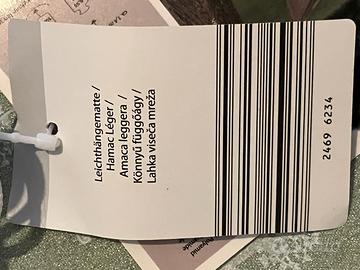 Leichthängematte /
Hamac Léger /
Amaca leggera /
Könnyű függőágy /
Lahka viseča mreža
2469 6234